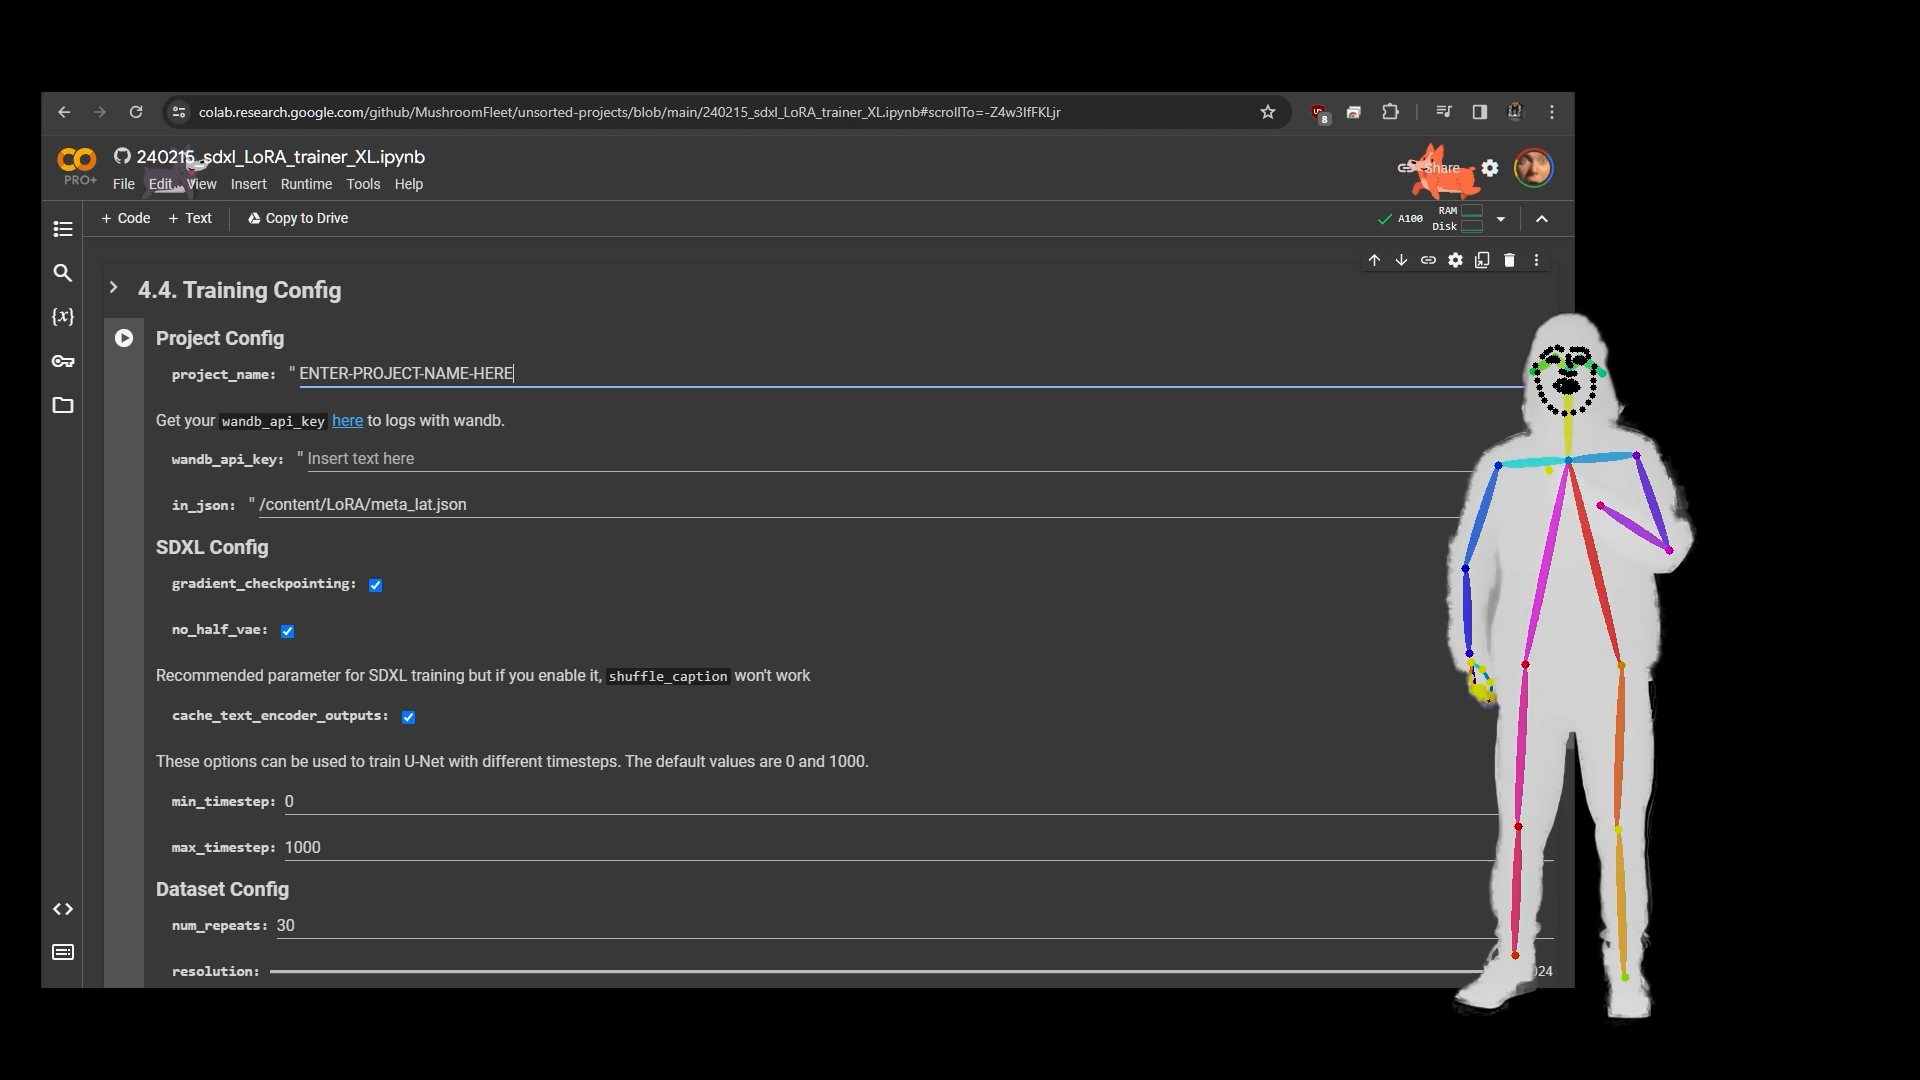 colab.research.google.com/github/MushroomFleet/unsorted-projects/blob/main/240215_sdxl_LoRA_trainer_XL.ipynb#scrollTo=-Z4w3IfFKLjr
8
PRO+
240215_sdxl_LoRA_trainer_XL.ipynb
Share
File Edit View Insert Runtime Tools Help
+ Code + Text Copy to Drive
A100 RAM
Disk
4.4. Training Config
Project Config
project_name: " ENTER-PROJECT-NAME-HERE
Get your wandb_api_key here to logs with wandb.
wandb_api_key: " Insert text here
in_json: " /content/LoRA/meta_lat.json
SDXL Config
gradient_checkpointing:
no_half_vae:
Recommended parameter for SDXL training but if you enable it, shuffle_caption won't work
cache_text_encoder_outputs:
These options can be used to train U-Net with different timesteps. The default values are 0 and 1000.
min_timestep: 0
max_timestep: 1000
Dataset Config
num_repeats: 30
resolution: 24